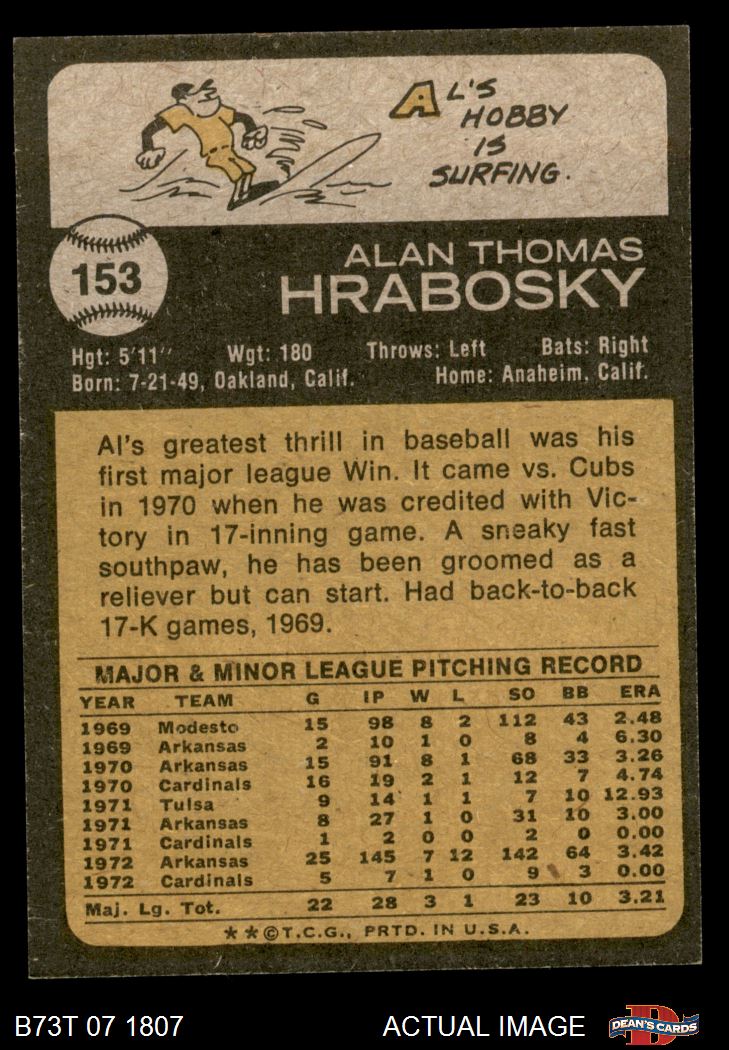 AL'S
HOBBY
IS
SURFING.
153
ALAN THOMAS
HRABOSKY
Hgt: 5'11" Wgt: 180 Throws: Left Bats: Right
Born: 7-21-49, Oakland, Calif. Home: Anaheim, Calif.
Al's greatest thrill in baseball was his
first major league Win. It came vs. Cubs
in 1970 when he was credited with Vic-
tory in 17-inning game. A sneaky fast
southpaw, he has been groomed as a
reliever but can start. Had back-to-back
17-K games, 1969.
MAJOR & MINOR LEAGUE PITCHING RECORD
YEAR TEAM G IP W L SO BB ERA
1969 Modesto 15 98 8 2 112 43 2.48
1969 Arkansas 2 10 1 0 8 4 6.30
1970 Arkansas 15 91 8 1 68 33 3.26
1970 Cardinals 16 19 2 1 12 7 4.74
1971 Tulsa 9 14 1 1 7 10 12.93
1971 Arkansas 8 27 1 0 31 10 3.00
1971 Cardinals 1 2 0 0 2 0 0.00
1972 Arkansas 25 145 7 12 142 64 3.42
1972 Cardinals 5 7 1 0 9 3 0.00
Maj. Lg. Tot. 22 28 3 1 23 10 3.21
**©T.C.G., PRTD. IN U.S.A.
B73T 07 1807 ACTUAL IMAGE DEAN'S CARDS